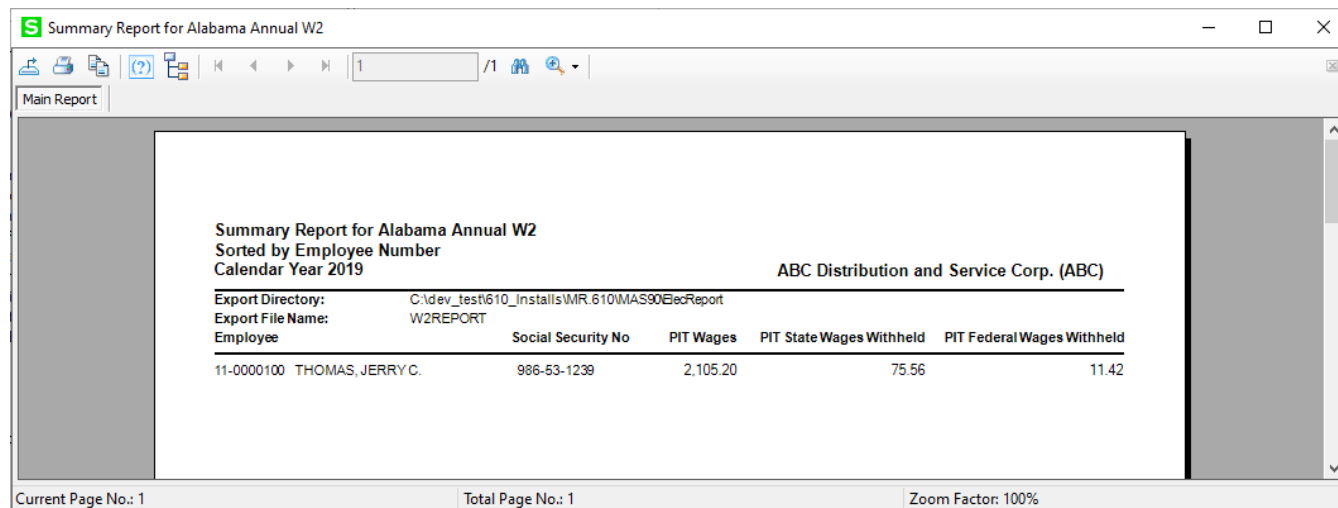 S Summary Report for Alabama Annual W2
(?) 1 /1
Main Report
Summary Report for Alabama Annual W2
Sorted by Employee Number
Calendar Year 2019 ABC Distribution and Service Corp. (ABC)
Export Directory: C:\dev_test\610_Installs\MR.610\MAS90\ElecReport
Export File Name: W2REPORT
Employee Social Security No PIT Wages PIT State Wages Withheld PIT Federal Wages Withheld
11-0000100 THOMAS, JERRY C. 986-53-1239 2,105.20 75.56 11.42
Current Page No.: 1 Total Page No.: 1 Zoom Factor: 100%